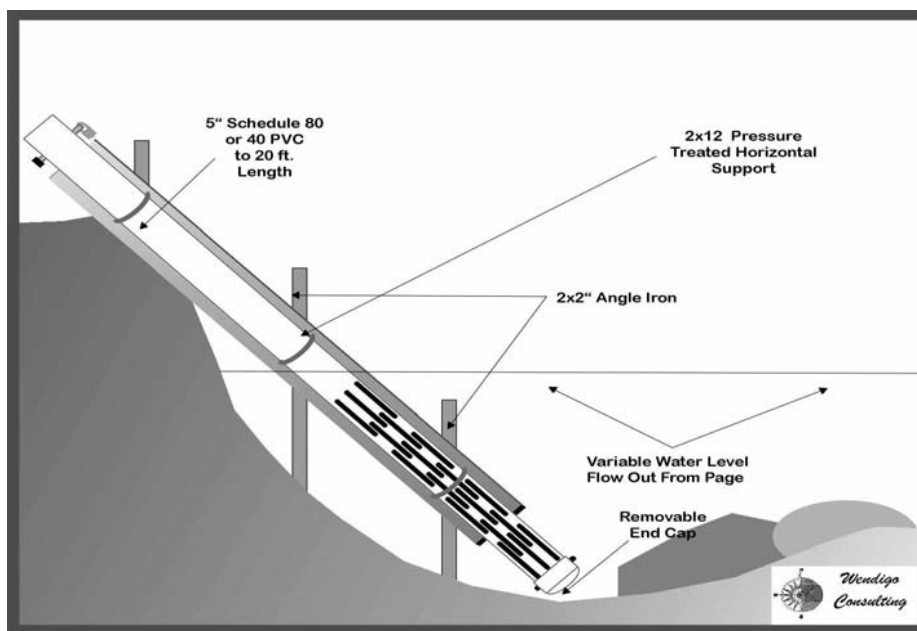 5“ Schedule 80
or 40 PVC
to 20 ft.
Length
2x12 Pressure
Treated Horizontal
Support
2x2“ Angle Iron
Variable Water Level
Flow Out From Page
Removable
End Cap
Wendigo
Consulting